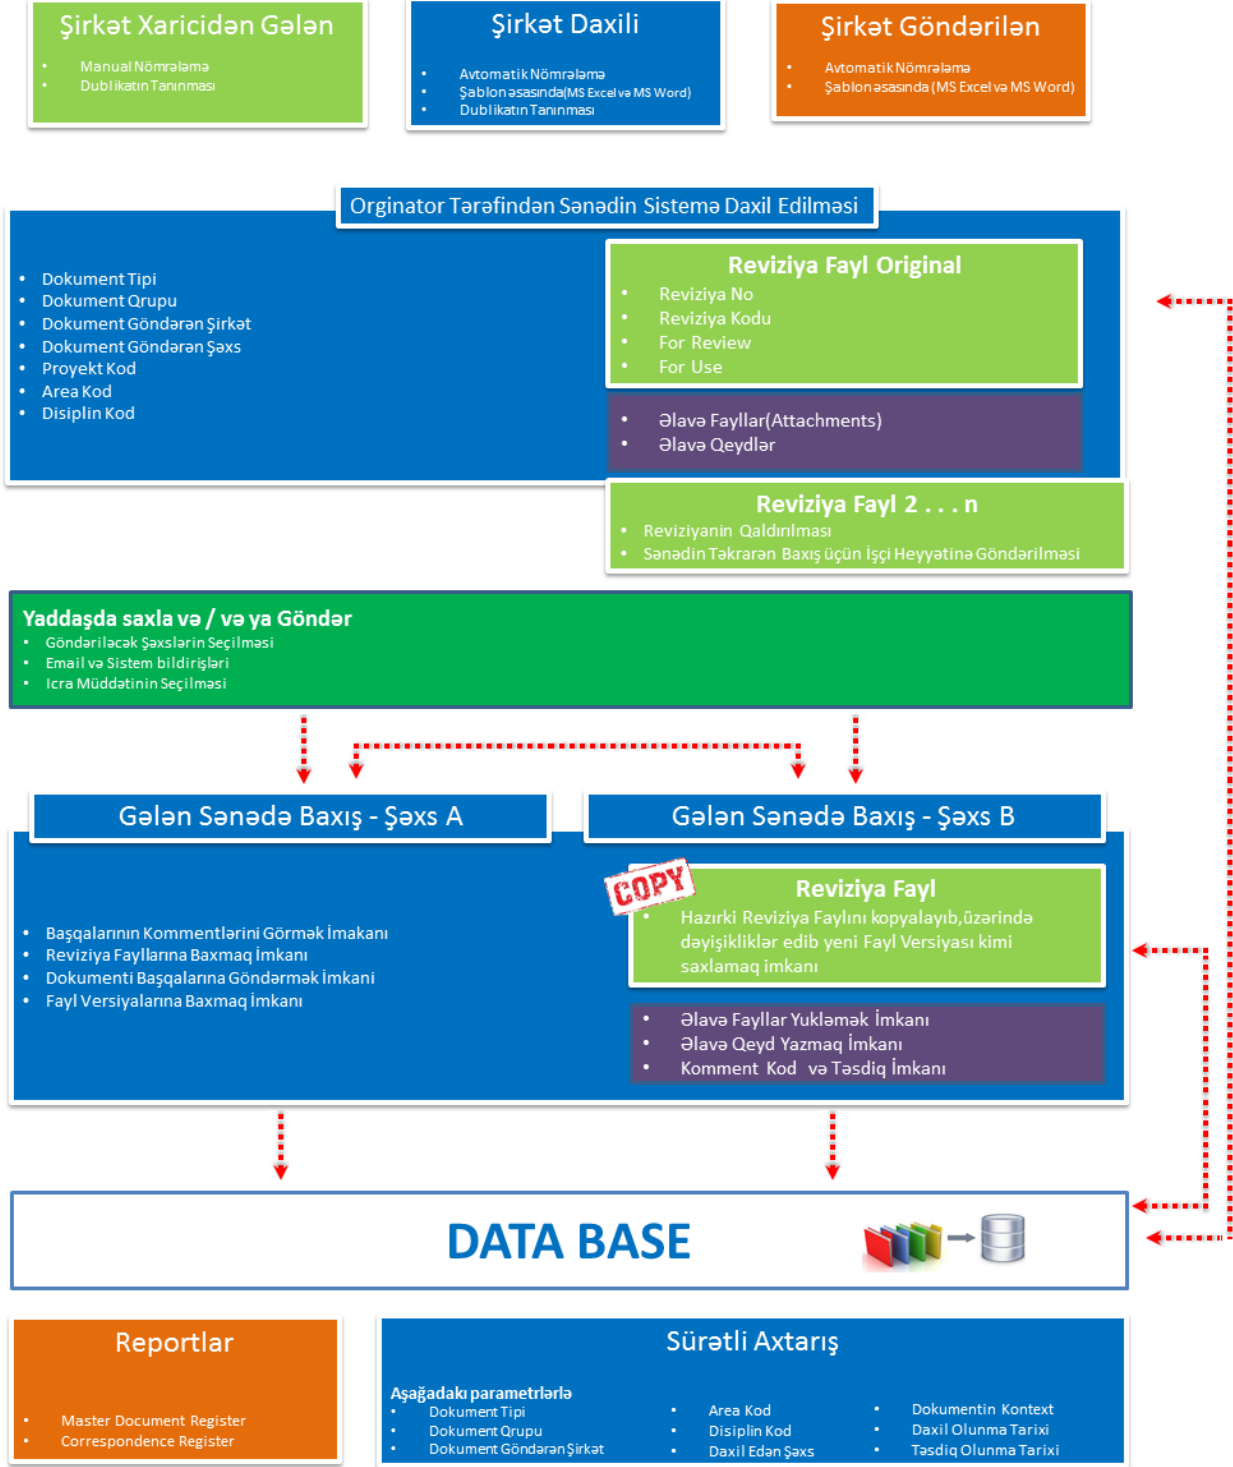 Şirkət Xaricidən Gələn
• Manual Nömrələmə
• Dublikatın Tanınması
Şirkət Daxili
• Avtomatik Nömrələmə
• Şablon əsasında(MS Excel və MS Word)
• Dublikatın Tanınması
Şirkət Göndərilən
• Avtomatik Nömrələmə
• Şablon əsasında (MS Excel və MS Word)
Orginator Tərəfindən Sənədin Sistemə Daxil Edilməsi
• Dokument Tipi
• Dokument Qrupu
• Dokument Göndərən Şirkət
• Dokument Göndərən Şəxs
• Proyekt Kod
• Area Kod
• Disiplin Kod
Reviziya Fayl Original
• Reviziya No
• Reviziya Kodu
• For Review
• For Use
• Əlavə Fayllar(Attachments)
• Əlavə Qeydlər
Reviziya Fayl 2 . . . n
• Reviziyanin Qaldırılması
• Sənədin Təkrarən Baxış üçün İşçi Heyyətinə Göndərilməsi
Yaddaşda saxla və / və ya Göndər
• Göndəriləcək Şəxslərin Seçilməsi
• Email və Sistem bildirişləri
• Icra Müddətinin Seçilməsi
Gələn Sənədə Baxış - Şəxs A
• Başqalarının Kommentlərini Görmək İmakanı
• Reviziya Fayllarına Baxmaq İmkanı
• Dokumenti Başqalarına Göndərmək İmkani
• Fayl Versiyalarına Baxmaq İmkanı
Gələn Sənədə Baxış - Şəxs B
COPY
Reviziya Fayl
• Hazırki Reviziya Faylını kopyalayıb,üzərində
dəyişikliklər edib yeni Fayl Versiyası kimi
saxlamaq imkanı
• Əlavə Fayllar Yukləmək İmkanı
• Əlavə Qeyd Yazmaq İmkanı
• Komment Kod və Təsdiq İmkanı
DATA BASE
Reportlar
• Master Document Register
• Correspondence Register
Sürətli Axtarış
Aşağadakı parametrlərlə
• Dokument Tipi
• Dokument Qrupu
• Dokument Göndərən Şirkət
• Area Kod
• Disiplin Kod
• Daxil Edən Şəxs
• Dokumentin Kontext
• Daxil Olunma Tarixi
• Təsdiq Olunma Tarixi